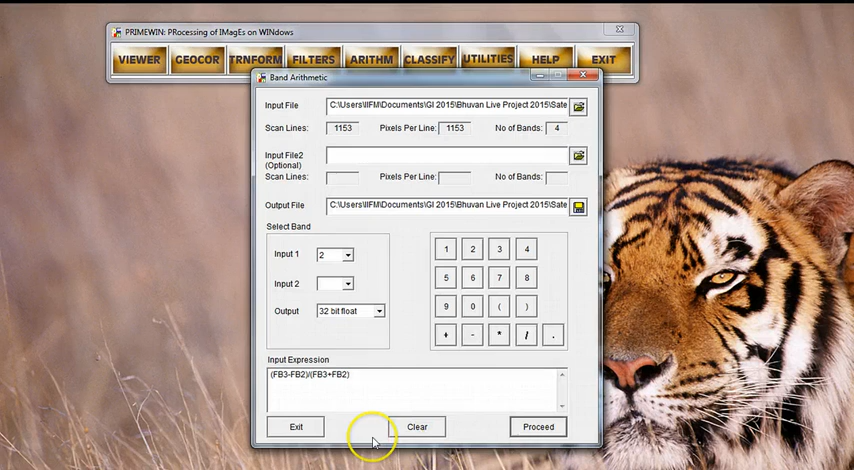 PRIMEWIN: PRocessing of IMagEs on WINdows
VIEWER GEOCOR TRNFORM FILTERS ARITHM CLASSIFY UTILITIES HELP EXIT
Band Arithmetic
Input File C:\Users\IIFM\Documents\GI 2015\Bhuvan Live Project 2015\Sate
Scan Lines: 1153 Pixels Per Line: 1153 No of Bands: 4
Input File2
(Optional)
Scan Lines: Pixels Per Line: No of Bands:
Output File C:\Users\IIFM\Documents\GI 2015\Bhuvan Live Project 2015\Sate
Select Band
Input 1 2
Input 2
Output 32 bit float
1 2 3 4
5 6 7 8
9 0 ( )
+ - * / .
Input Expression
(FB3-FB2)/(FB3+FB2)
Exit Clear Proceed